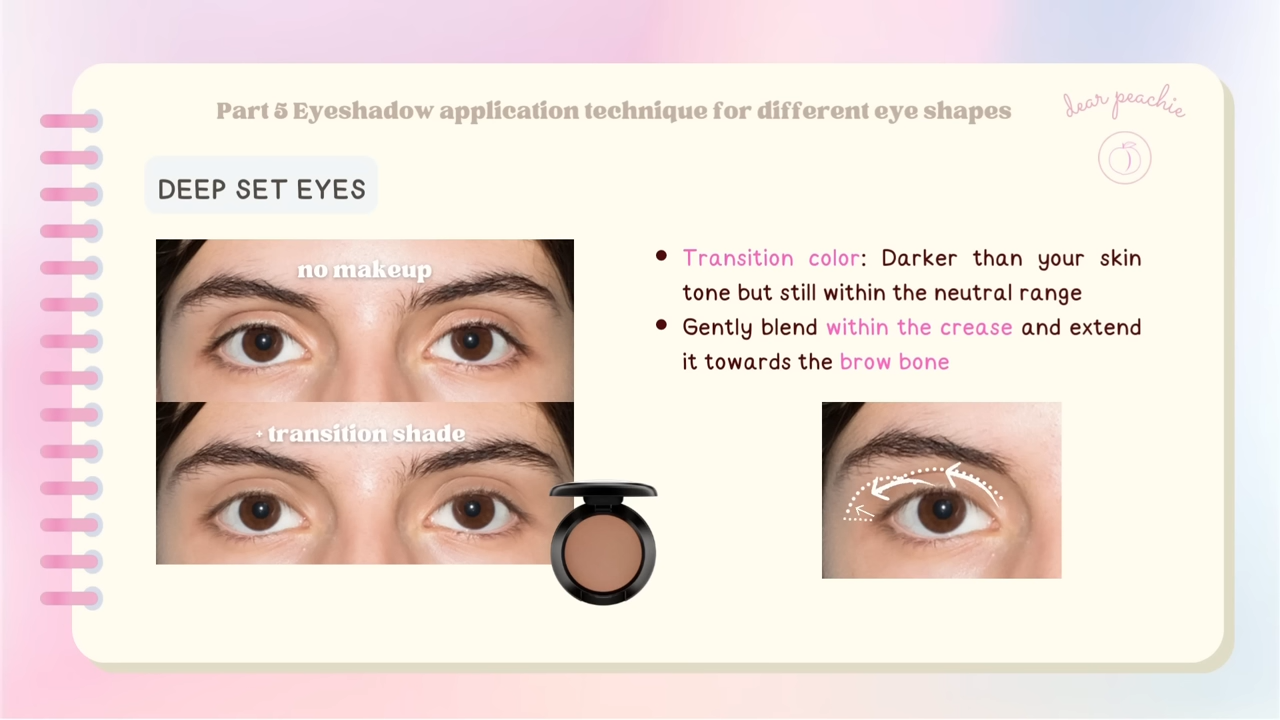 Part 5 Eyeshadow application technique for different eye shapes
dear peachie
DEEP SET EYES
no makeup
+ transition shade
• Transition color: Darker than your skin
tone but still within the neutral range
• Gently blend within the crease and extend
it towards the brow bone